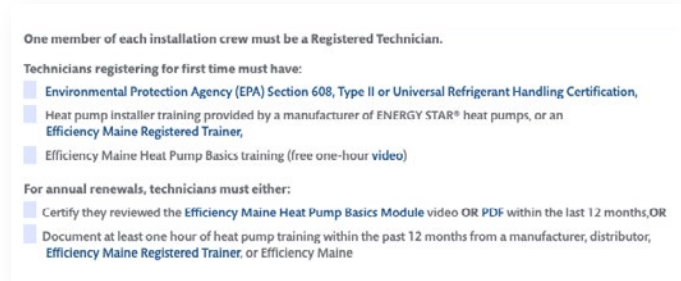 One member of each installation crew must be a Registered Technician.
Technicians registering for first time must have:
Environmental Protection Agency (EPA) Section 608, Type II or Universal Refrigerant Handling Certification,
Heat pump installer training provided by a manufacturer of ENERGY STAR® heat pumps, or an
Efficiency Maine Registered Trainer,
Efficiency Maine Heat Pump Basics training (free one-hour video)
For annual renewals, technicians must either:
Certify they reviewed the Efficiency Maine Heat Pump Basics Module video OR PDF within the last 12 months,OR
Document at least one hour of heat pump training within the past 12 months from a manufacturer, distributor,
Efficiency Maine Registered Trainer, or Efficiency Maine